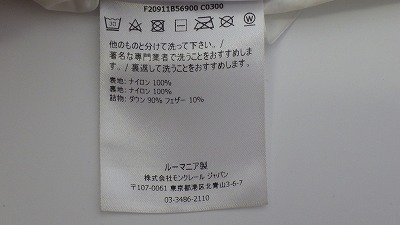 F20911B56900 C0300
30
他のものと分けて洗って下さい。/
著名な専門業者で洗うことをおすすめしま
す。/ 裏返して洗うことをおすすめします。
表地: ナイロン 100%
裏地: ナイロン 100%
詰物: ダウン 90% フェザー 10%
ルーマニア製
株式会社モンクレール ジャパン
〒107-0061 東京都港区北青山3-6-7
03-3486-2110